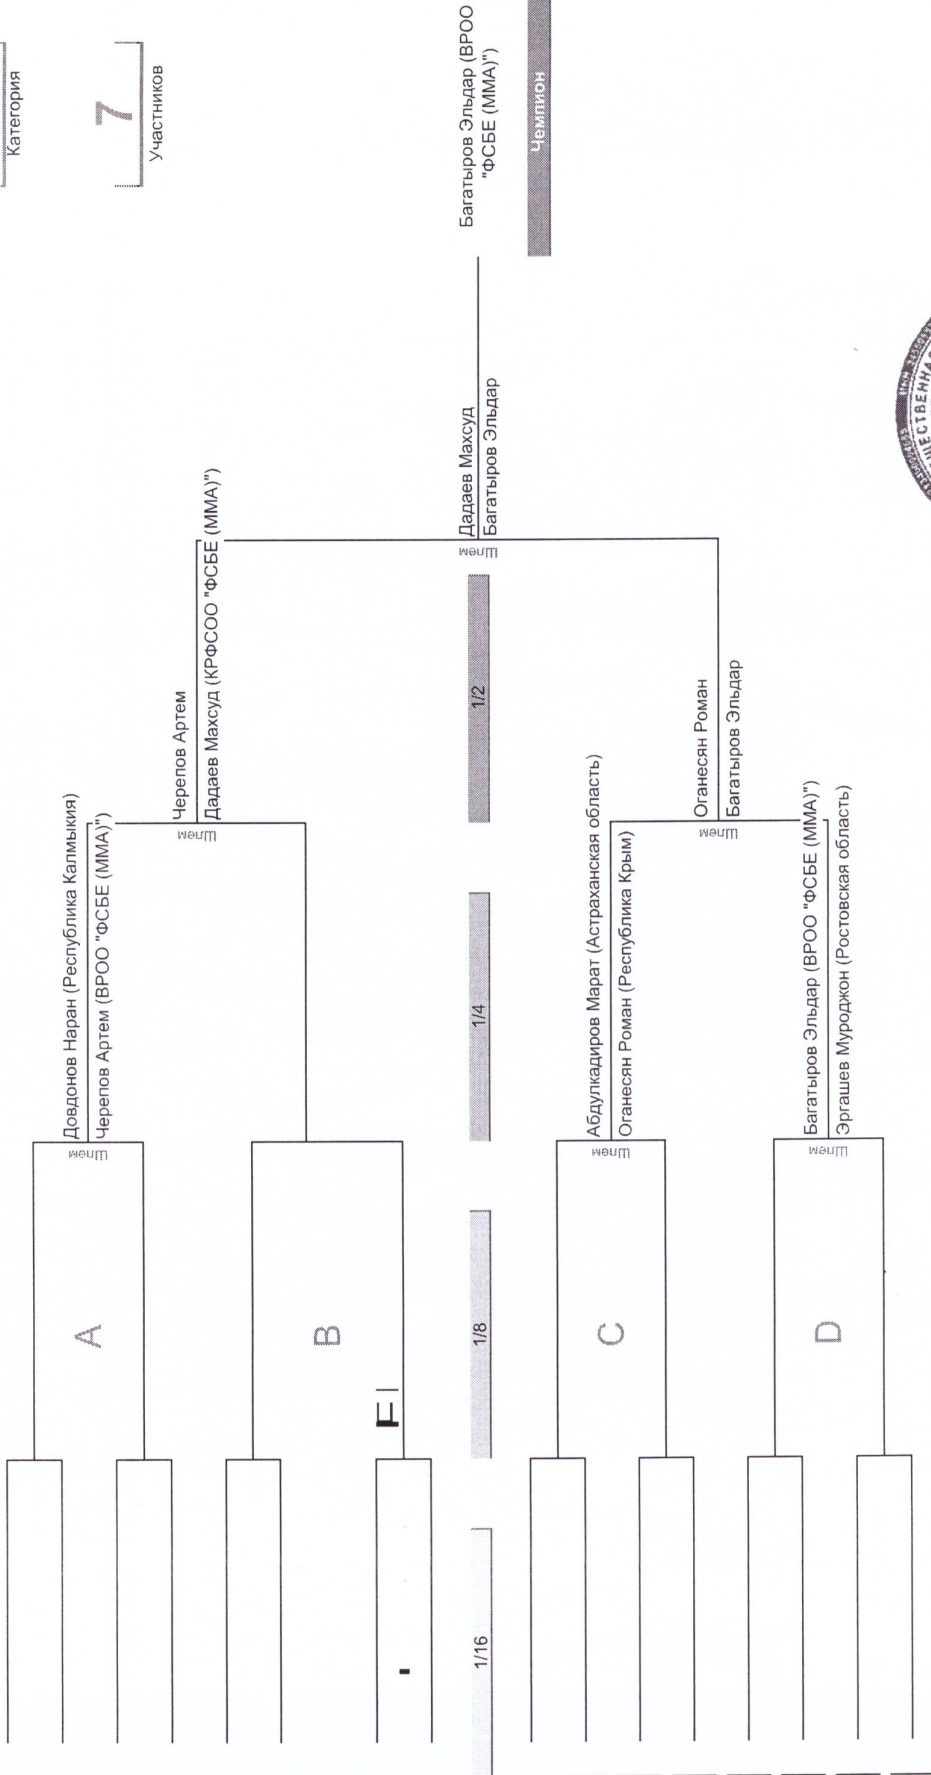 Категория
7
Участников
Довдонов Наран (Республика Калмыкия)
Черепов Артем (ВРОО "ФСБЕ (ММА)")
Шлем
A
Черепов Артем
Дадаев Махсуд (КРФСОО "ФСБЕ (ММА)")
Шлем
B
Дадаев Махсуд
Багатыров Эльдар
Шлем
Багатыров Эльдар (ВРОО
"ФСБЕ (ММА)")
Чемпион
1/16
1/8
1/4
1/2
Абдулкадиров Марат (Астраханская область)
Оганесян Роман (Республика Крым)
Шлем
C
Оганесян Роман
Багатыров Эльдар
Шлем
Багатыров Эльдар (ВРОО "ФСБЕ (ММА)")
Эргашев Муроджон (Ростовская область)
Шлем
D